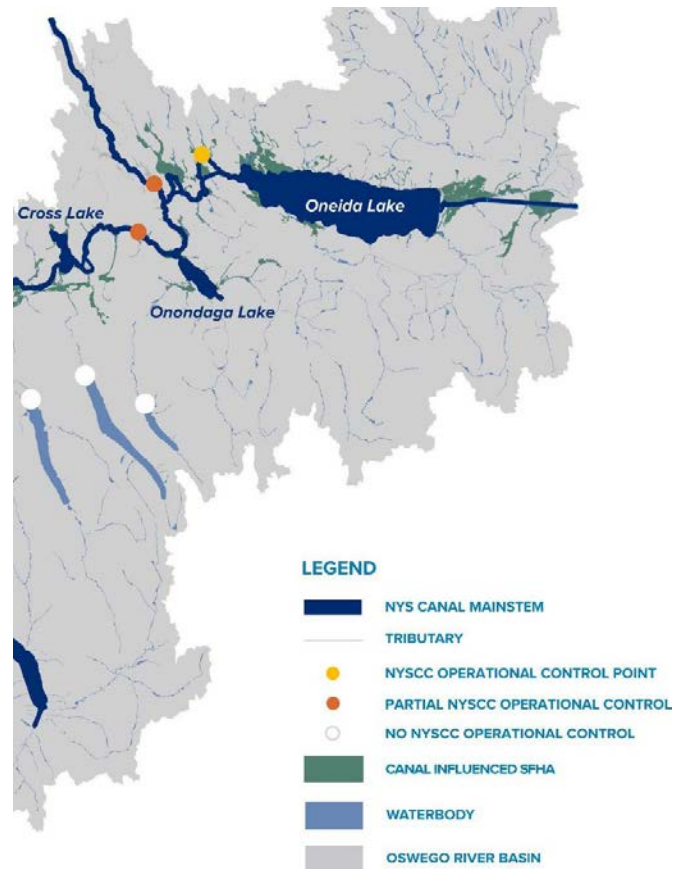 Oneida Lake
Cross Lake
Onondaga Lake
LEGEND
NYS CANAL MAINSTEM
TRIBUTARY
NYSCC OPERATIONAL CONTROL POINT
PARTIAL NYSCC OPERATIONAL CONTROL
NO NYSCC OPERATIONAL CONTROL
CANAL INFLUENCED SFHA
WATERBODY
OSWEGO RIVER BASIN